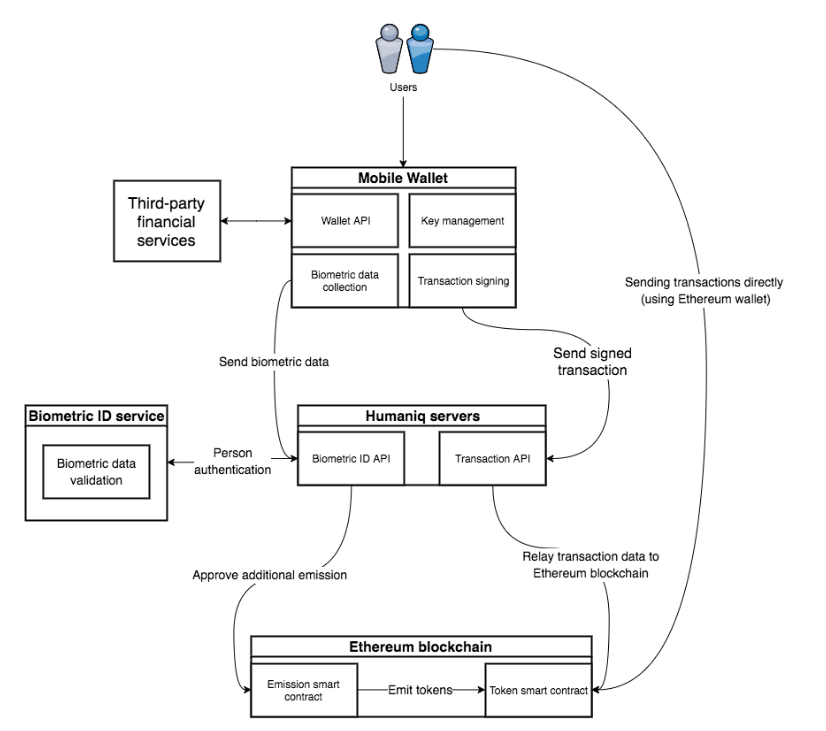 Users
Mobile Wallet
Third-party
financial
services
Wallet API
Key management
Biometric data
collection
Transaction signing
Sending transactions directly
(using Ethereum wallet)
Send biometric data
Send signed
transaction
Biometric ID service
Biometric data
validation
Person
authentication
Humaniq servers
Biometric ID API
Transaction API
Approve additional emission
Relay transaction data to
Ethereum blockchain
Ethereum blockchain
Emission smart
contract
Emit tokens
Token smart contract